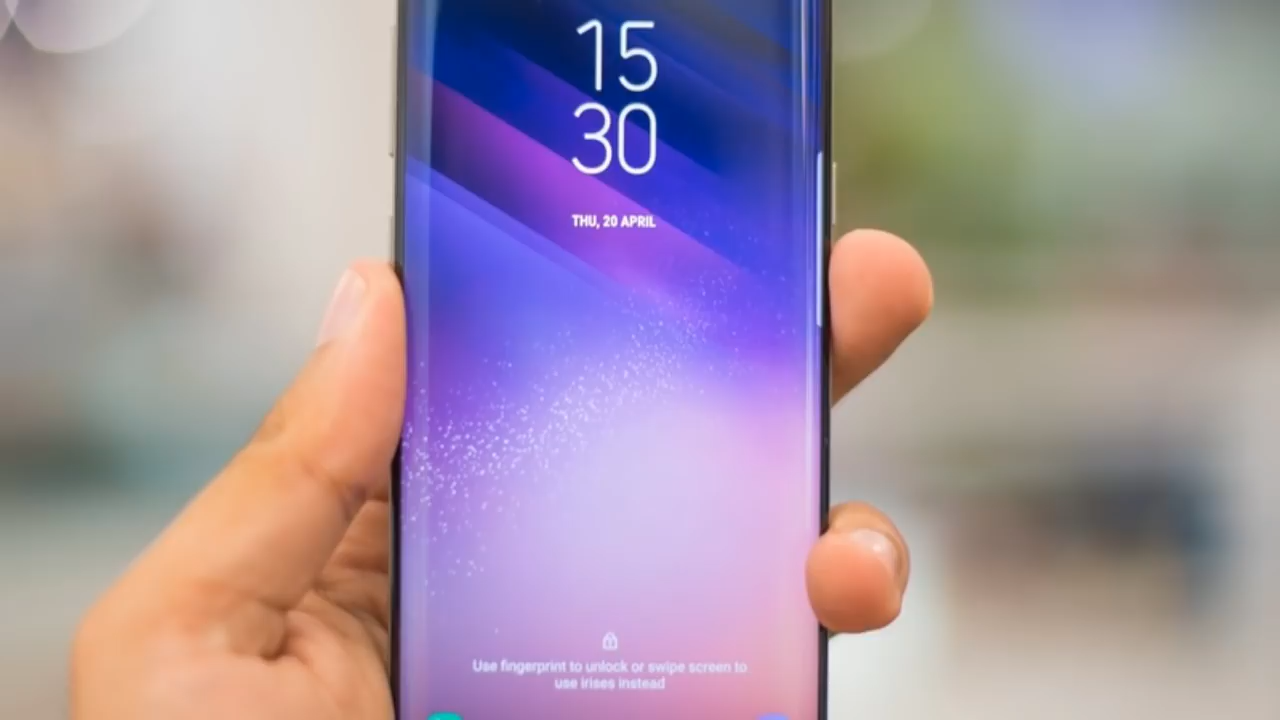 15
30
THU, 20 APRIL
Use fingerprint to unlock or swipe screen to
use irises instead